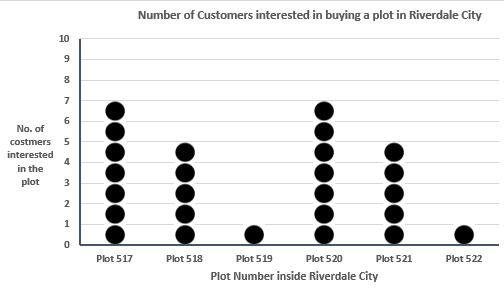 Number of Customers interested in buying a plot in Riverdale City
10
9
8
7
6
5
4
3
2
1
0
No. of
costmers
interested
in the
plot
Plot 517 Plot 518 Plot 519 Plot 520 Plot 521 Plot 522
Plot Number inside Riverdale City